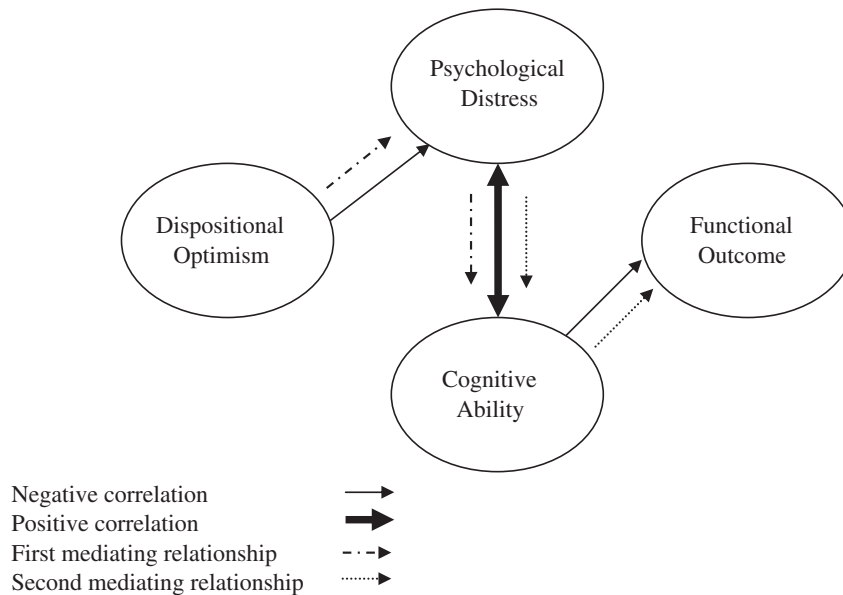 Psychological
Distress
Dispositional
Optimism
Functional
Outcome
Cognitive
Ability
Negative correlation
Positive correlation
First mediating relationship
Second mediating relationship